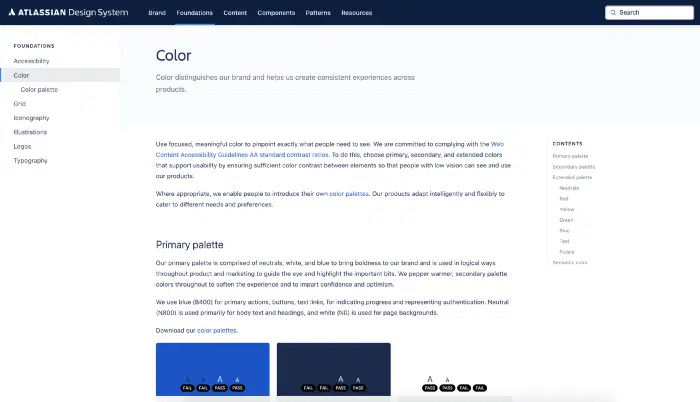 ATLASSIAN Design System
Brand
Foundations
Content
Components
Patterns
Resources
Search
FOUNDATIONS
Accessibility
Color
Color palette
Grid
Iconography
Illustrations
Logos
Typography
Color
Color distinguishes our brand and helps us create consistent experiences across
products.
Use focused, meaningful color to pinpoint exactly what people need to see. We are committed to complying with the Web
Content Accessibility Guidelines AA standard contrast ratios. To do this, choose primary, secondary, and extended colors
that support usability by ensuring sufficient color contrast between elements so that people with low vision can see and use
our products.
Where appropriate, we enable people to introduce their own color palettes. Our products adapt intelligently and flexibly to
cater to different needs and preferences.
Primary palette
Our primary palette is comprised of neutrals, white, and blue to bring boldness to our brand and is used in logical ways
throughout product and marketing to guide the eye and highlight the important bits. We pepper warmer, secondary palette
colors throughout to soften the experience and to impart confidence and optimism.
We use blue (B400) for primary actions, buttons, text links, for indicating progress and representing authentication. Neutral
(N800) is used primarily for body text and headings, and white (N0) is used for page backgrounds.
Download our color palettes.
A A A A
FAIL FAIL PASS PASS
A A
FAIL FAIL PASS PASS
A A
PASS PASS FAIL FAIL
CONTENTS
Primary palette
Secondary palette
Extended palette
Neutrals
Red
Yellow
Green
Blue
Teal
Purple
Semantic color